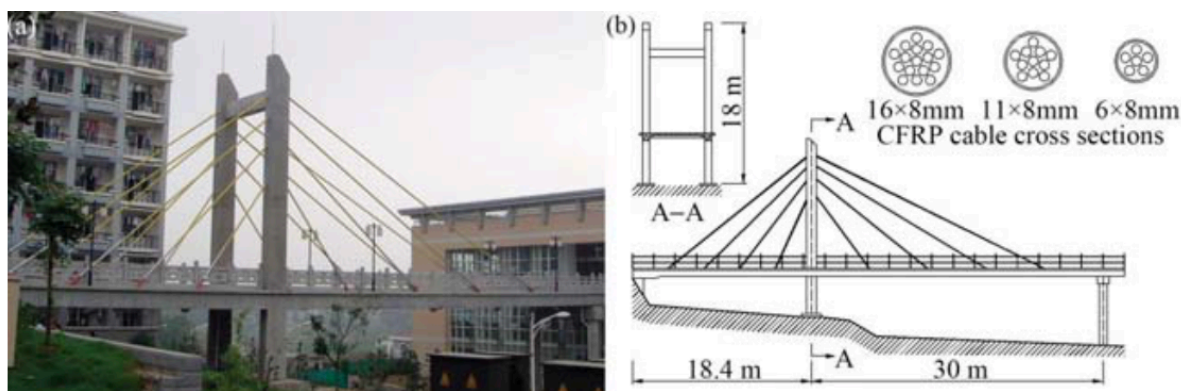 (a)
(b)
18 m
A-A
16×8mm 11×8mm 6×8mm
CFRP cable cross sections
A
A
18.4 m
30 m